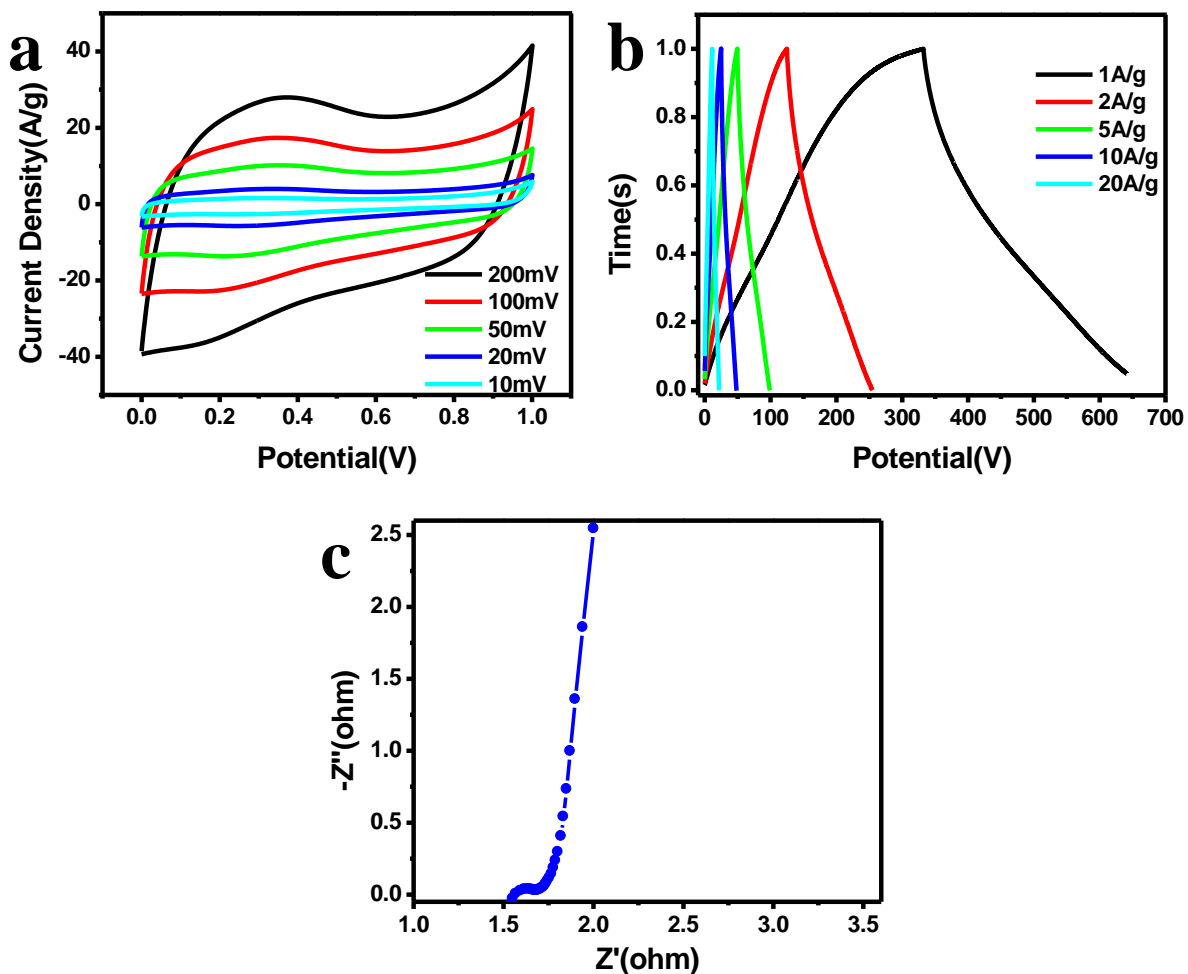 a
Current Density(A/g)
40
20
0
-20
-40
0.0 0.2 0.4 0.6 0.8 1.0
Potential(V)
200mV
100mV
50mV
20mV
10mV
b
Time(s)
1.0
0.8
0.6
0.4
0.2
0.0
0 100 200 300 400 500 600 700
Potential(V)
1A/g
2A/g
5A/g
10A/g
20A/g
c
-Z''(ohm)
2.5
2.0
1.5
1.0
0.5
0.0
1.0 1.5 2.0 2.5 3.0 3.5
Z'(ohm)